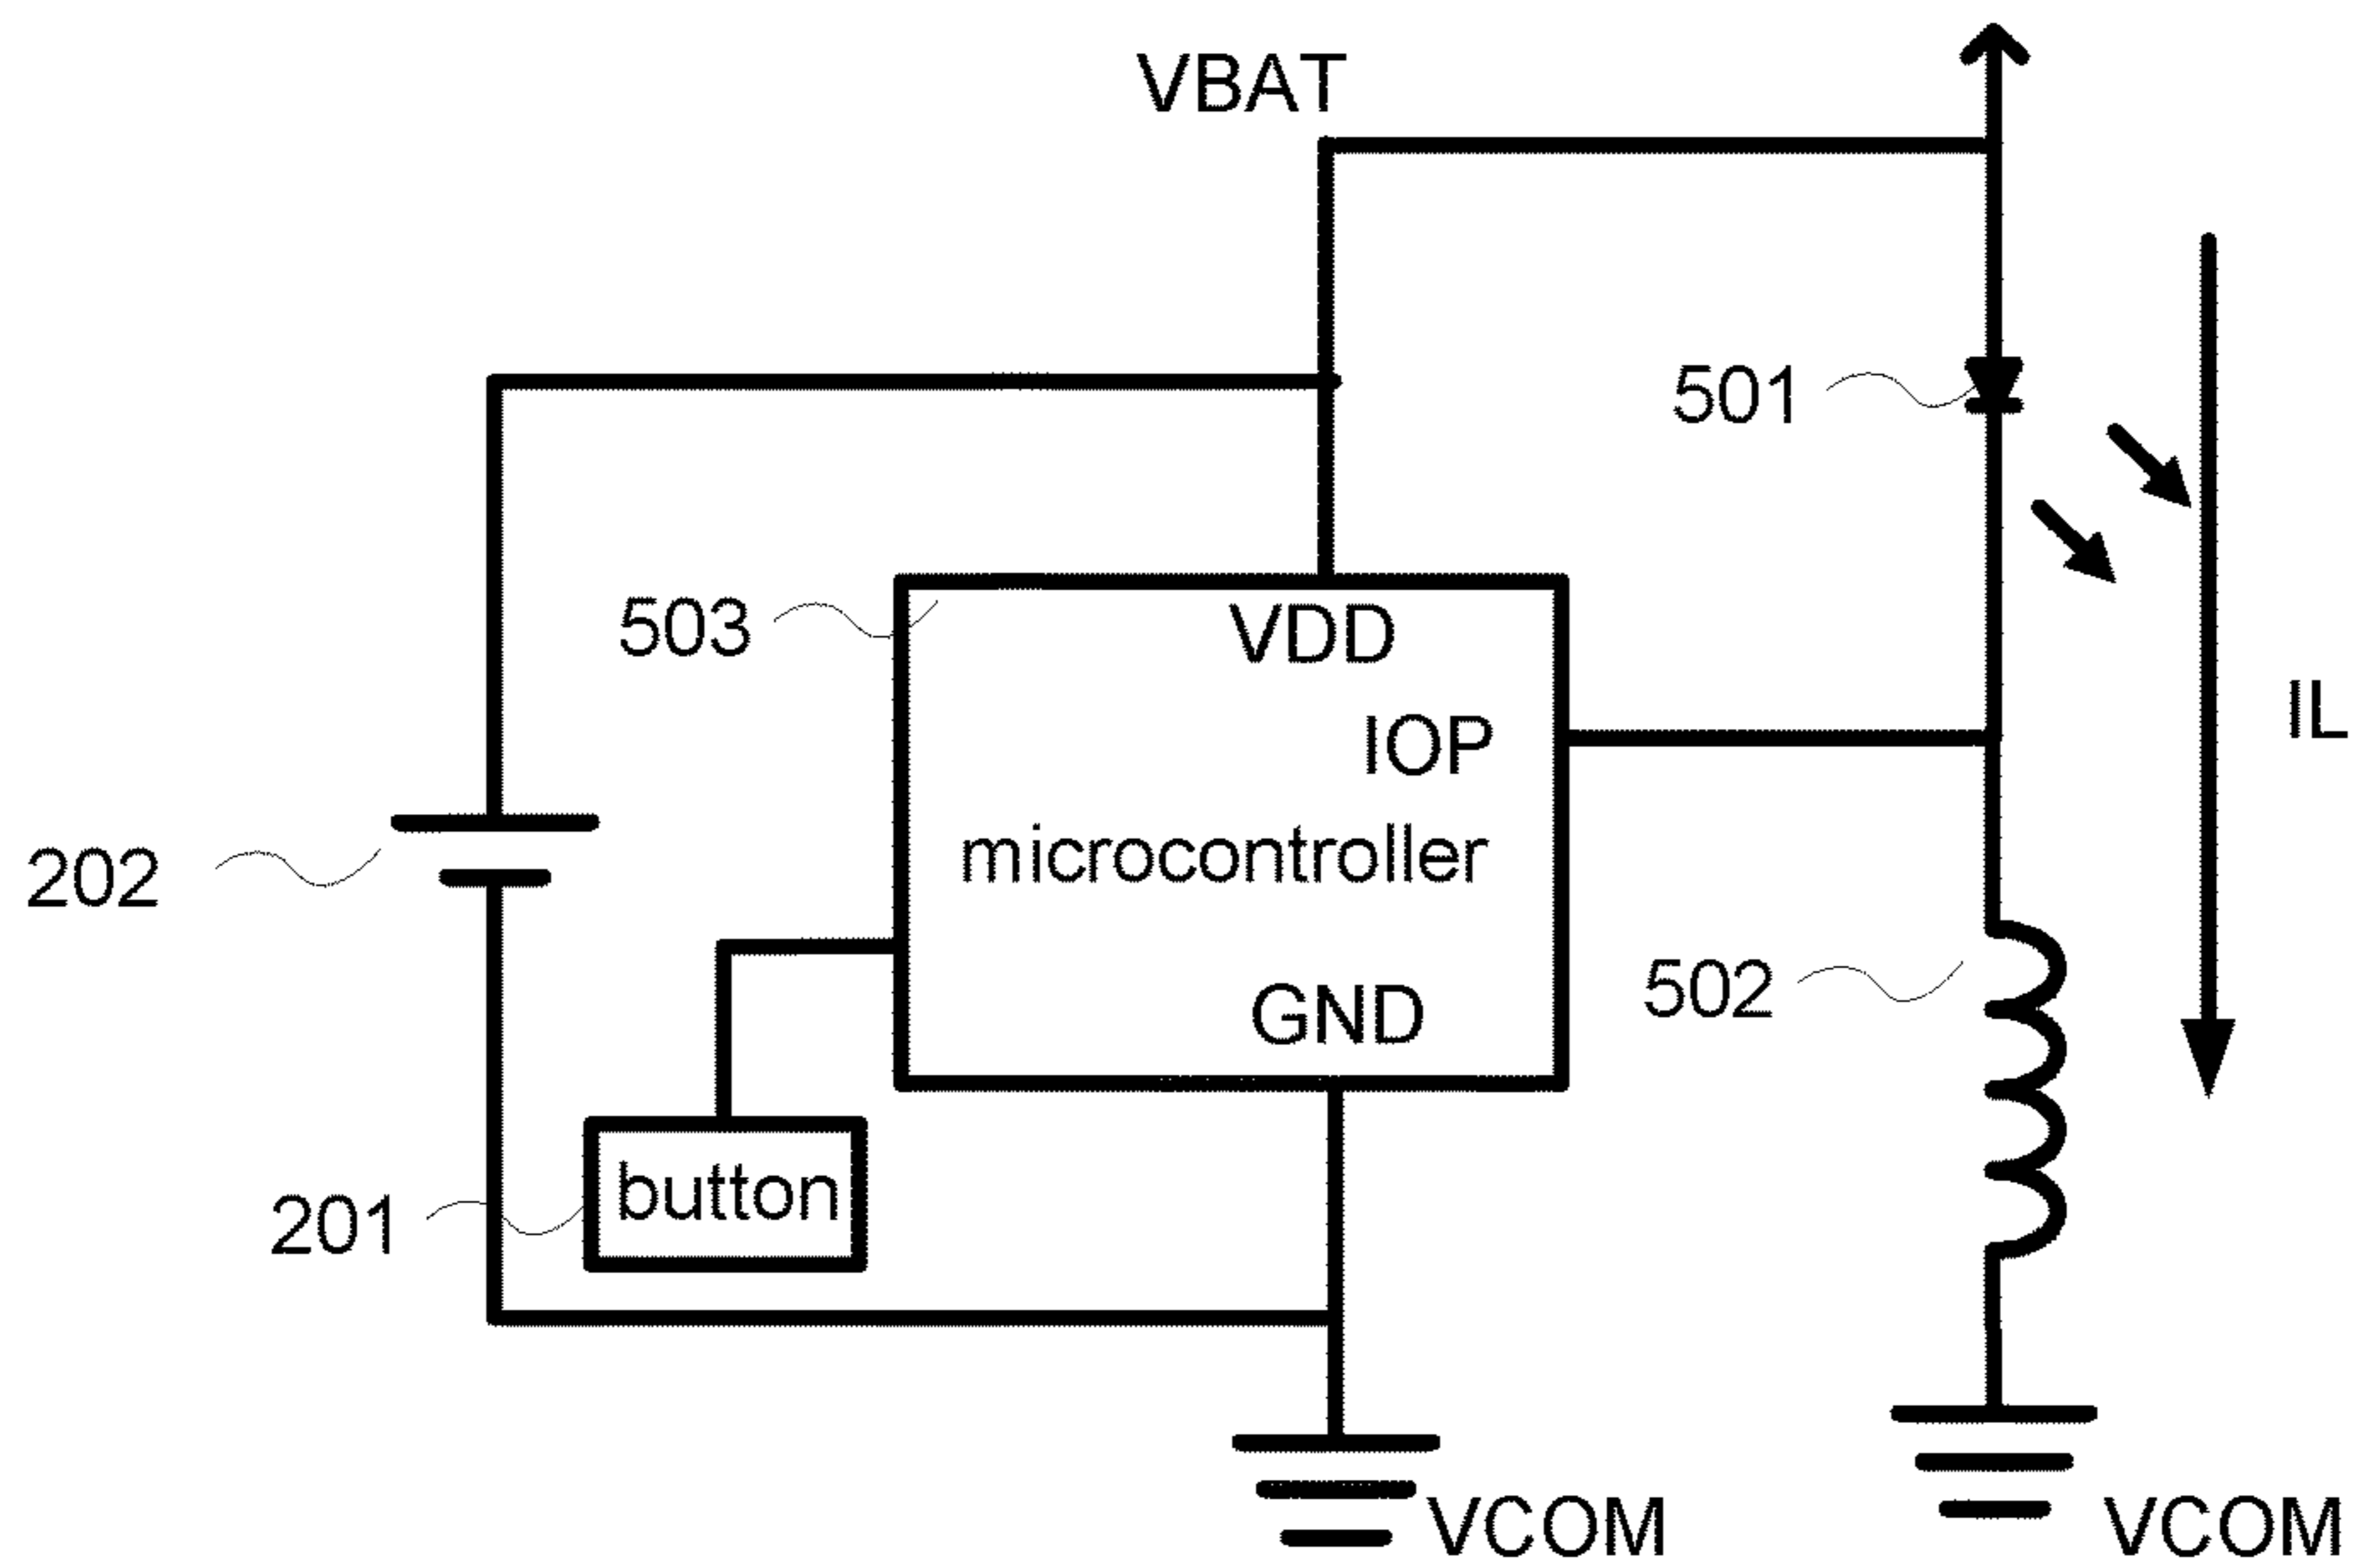 VBAT
501
503
VDD
IOP
IL
microcontroller
202
502
GND
button
201
VCOM
VCOM